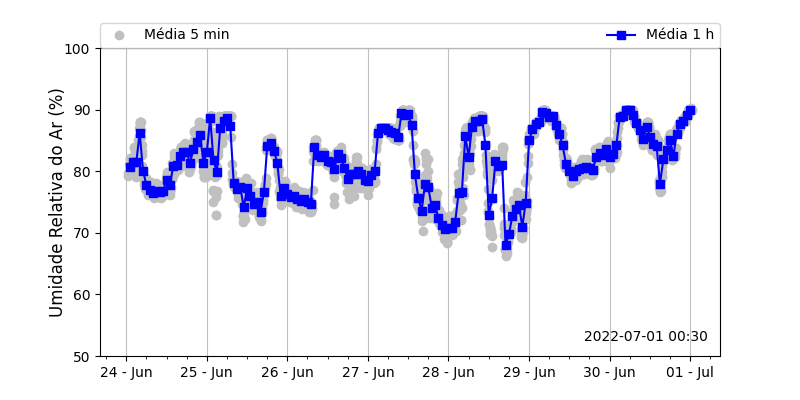 Média 5 min
Média 1 h
Umidade Relativa do Ar (%)
100
90
80
70
60
50
2022-07-01 00:30
24 - Jun
25 - Jun
26 - Jun
27 - Jun
28 - Jun
29 - Jun
30 - Jun
01 - Jul